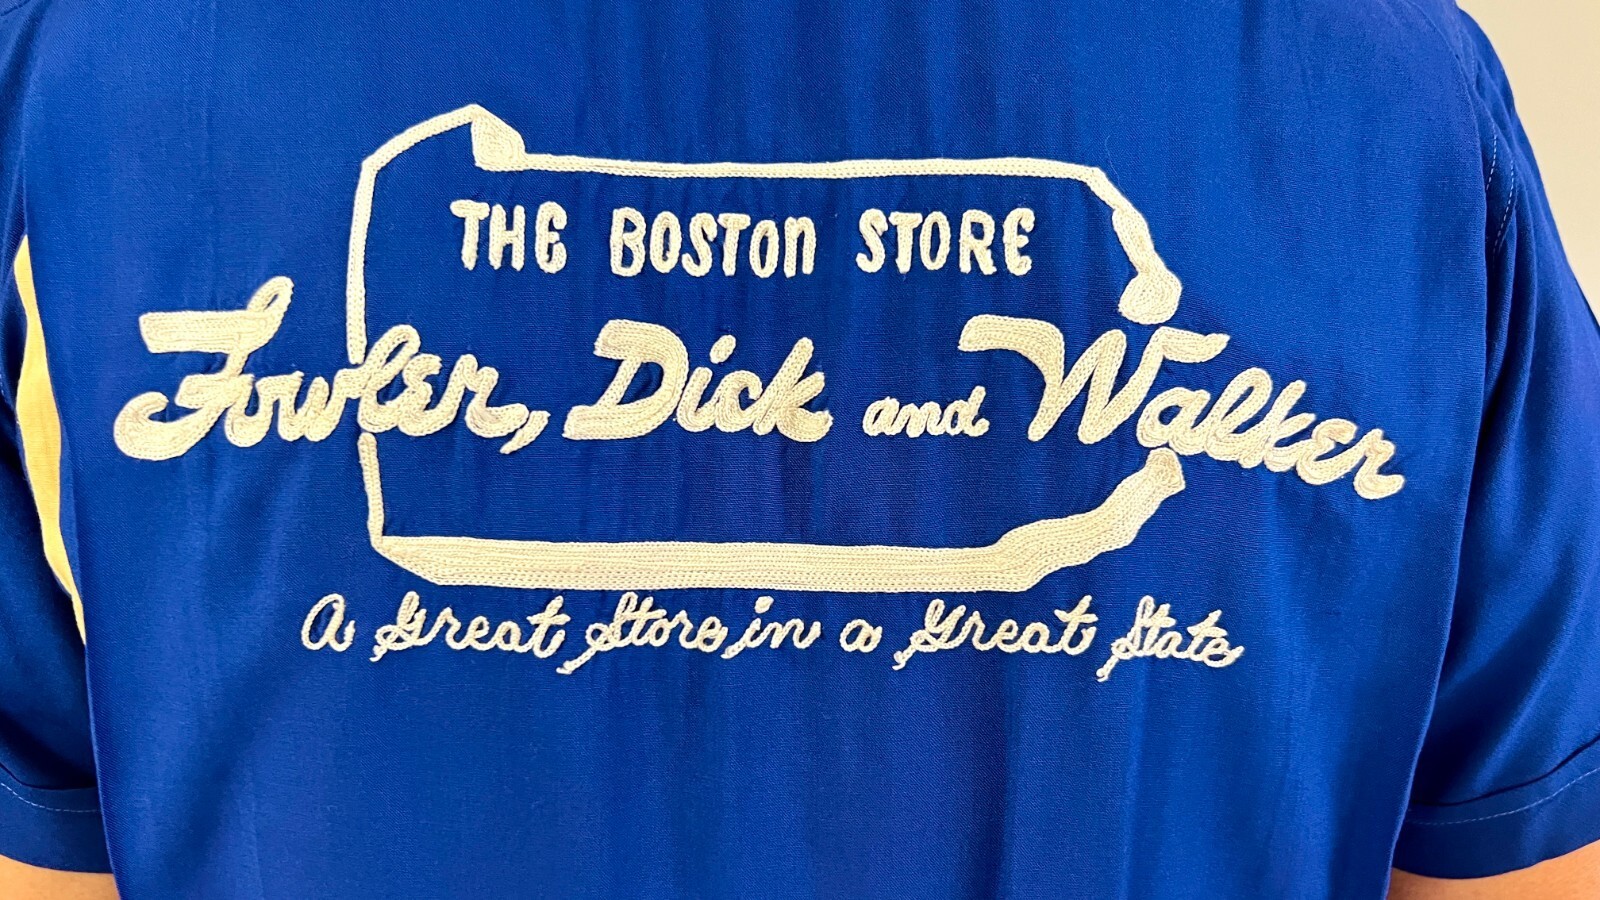 THE BOSTON STORE
Fowler, Dick and Walker
A Great Store in a Great State